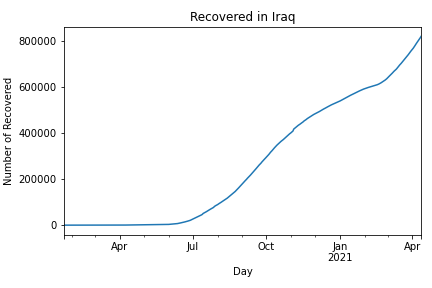 Recovered in Iraq
Number of Recovered
800000
600000
400000
200000
0
Apr
Jul
Oct
Jan
2021
Apr
Day